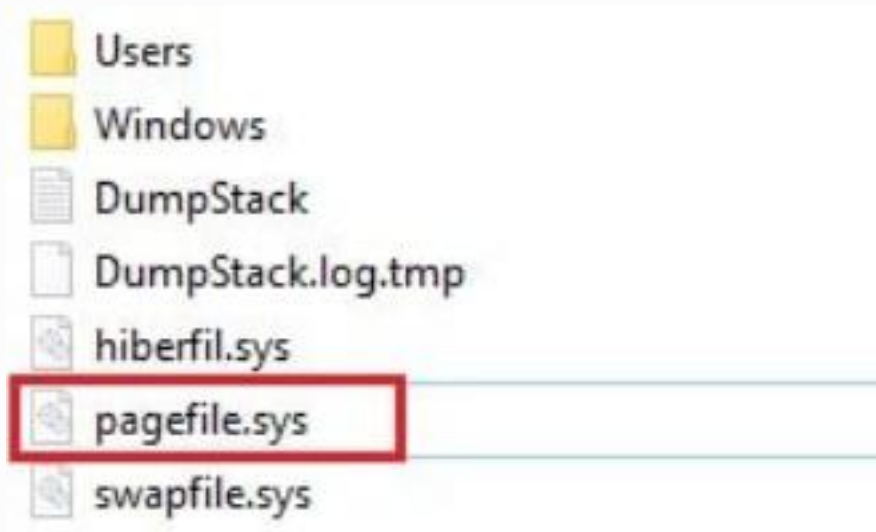 Users
Windows
DumpStack
DumpStack.log.tmp
hiberfil.sys
pagefile.sys
swapfile.sys